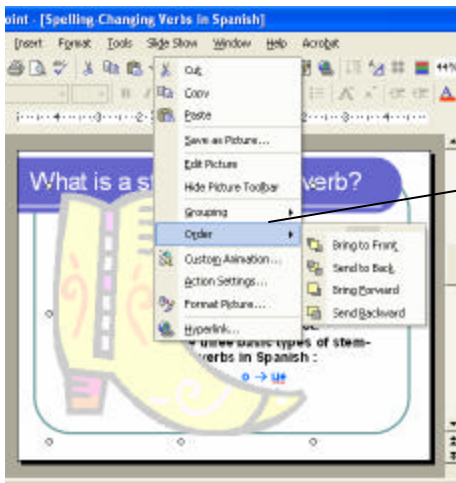 oint - [Spelling-Changing Verbs in Spanish]
Insert Format Tools Slide Show Window Help Acrobat
44%
Cut
Copy
Paste
Save as Picture...
Edit Picture
Hide Picture Toolbar
Grouping
Order
Custom Animation...
Action Settings...
Format Picture...
Hyperlink...
Bring to Front
Send to Back
Bring Forward
Send Backward
What is a st verb?
three basic types of stem-
verbs in Spanish :
o → ue